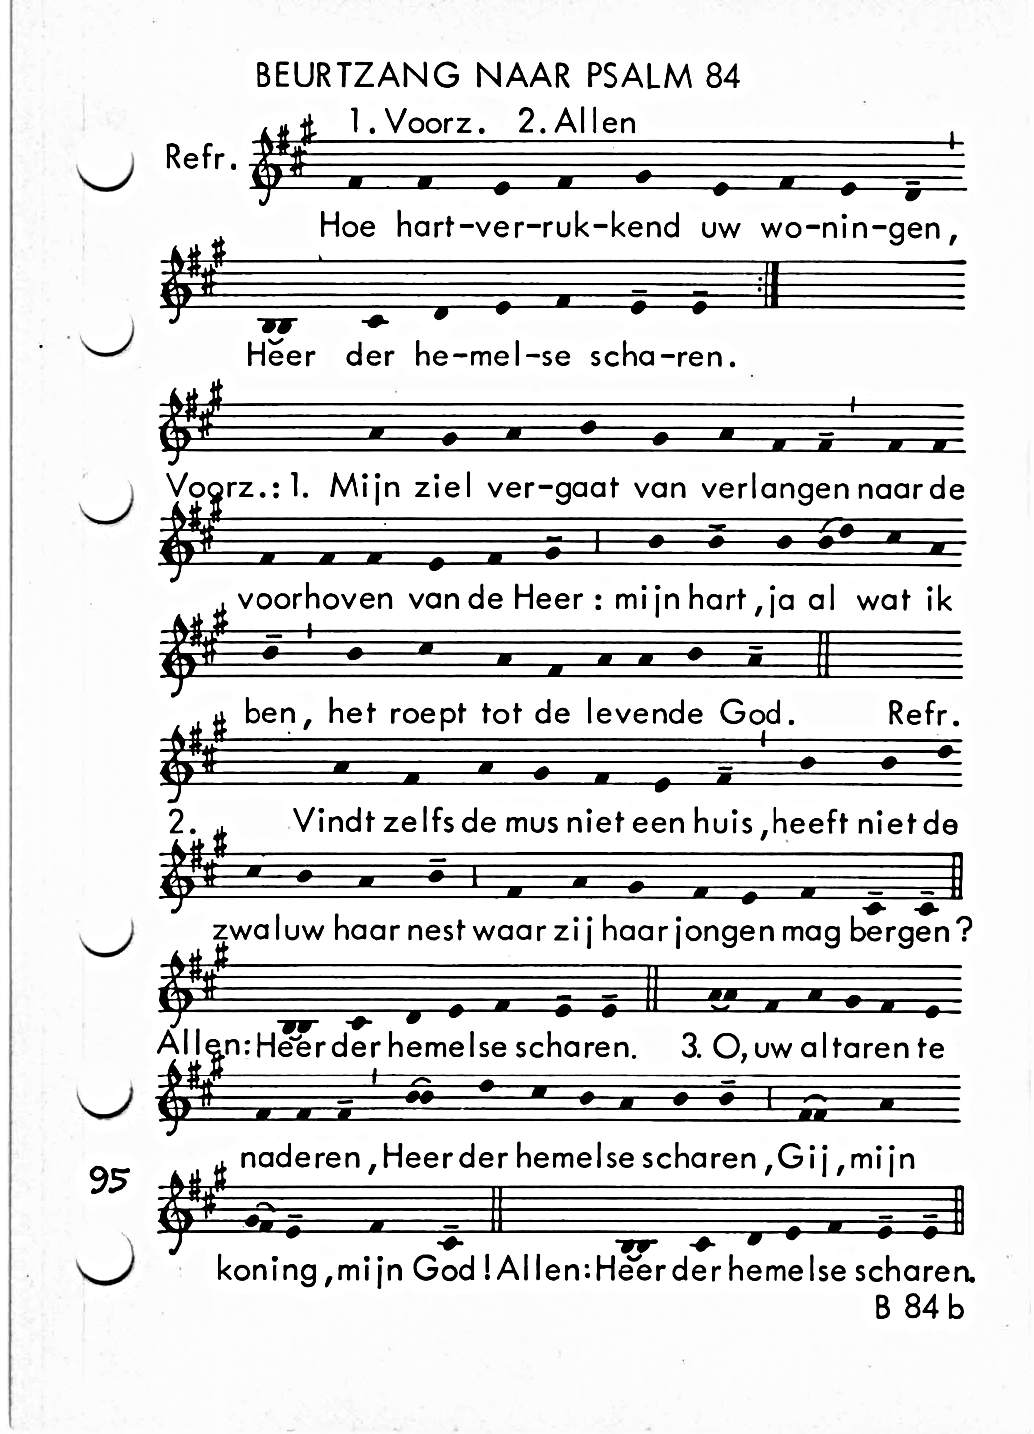 BEURTZANG NAAR PSALM 84
1. Voorz. 2. Allen
Refr.
Hoe hart-ver-ruk-kend uw wo-nin-gen,
Heer der he-mel-se scha-ren.
Voorz.: 1. Mijn ziel ver-gaat van verlangen naar de
voorhoven van de Heer : mijn hart, ja al wat ik
ben, het roept tot de levende God. Refr.
2. Vindt zelfs de mus niet een huis, heeft niet de
zwaluw haar nest waar zij haar jongen mag bergen?
Allen: Heer der hemelse scharen. 3. O, uw altaren te
naderen, Heer der hemelse scharen, Gij, mijn
95
koning, mijn God! Allen: Heer der hemelse scharen.
B 84 b